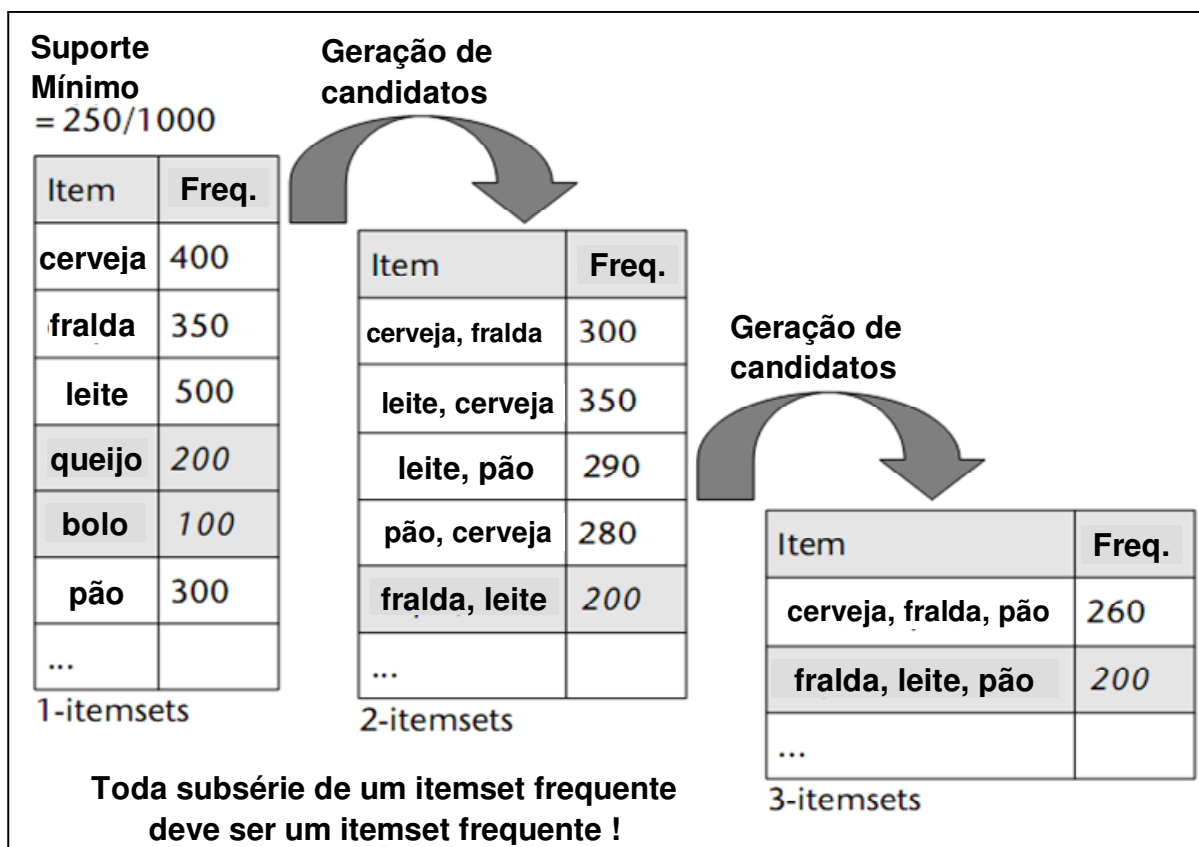 Suporte
Mínimo
= 250/1000
Geração de
candidatos
Item Freq.
cerveja 400
fralda 350
leite 500
queijo 200
bolo 100
pão 300
...
1-itemsets
Item Freq.
cerveja, fralda 300
leite, cerveja 350
leite, pão 290
pão, cerveja 280
fralda, leite 200
...
2-itemsets
Geração de
candidatos
Item Freq.
cerveja, fralda, pão 260
fralda, leite, pão 200
...
3-itemsets
Toda subsérie de um itemset frequente
deve ser um itemset frequente !